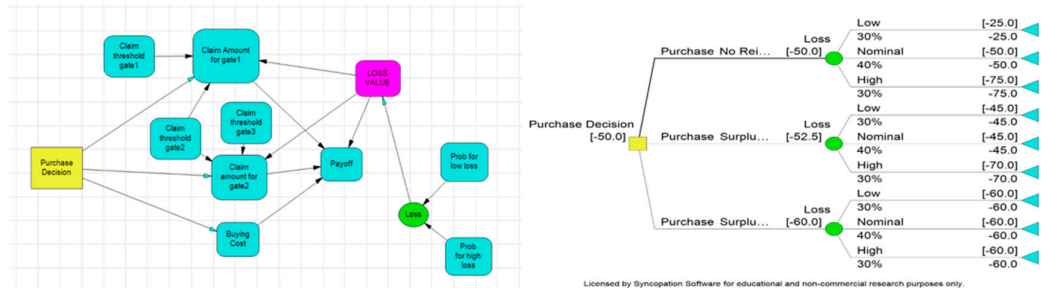 Claim
threshold
gate1
Claim Amount
for gate1
LOSS
VALUE
Claim
threshold
gate2
Claim
threshold
gate3
Purchase
Decision
Claim
amount for
gate2
Payoff
Prob for
low loss
Loss
Buying
Cost
Prob
for high
loss
Purchase Decision
[-50.0]
Purchase No Rei...
Loss
[-50.0]
Low [-25.0]
30% -25.0
Nominal [-50.0]
40% -50.0
High [-75.0]
30% -75.0
Purchase Surplu...
Loss
[-52.5]
Low [-45.0]
30% -45.0
Nominal [-45.0]
40% -45.0
High [-70.0]
30% -70.0
Purchase Surplu...
Loss
[-60.0]
Low [-60.0]
30% -60.0
Nominal [-60.0]
40% -60.0
High [-60.0]
30% -60.0
Licensed by Syncopation Software for educational and non-commercial research purposes only.